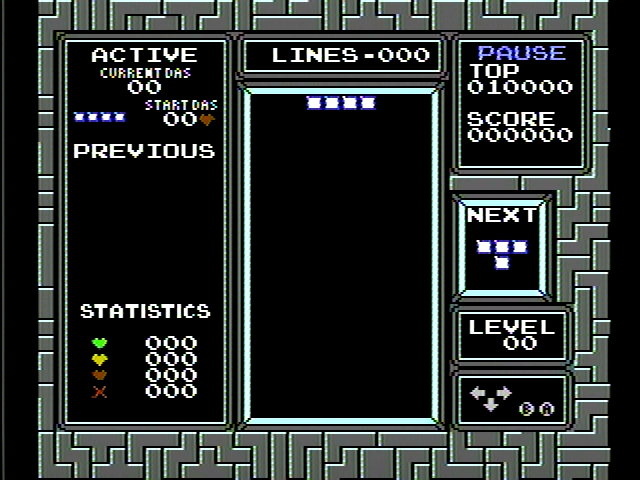 ACTIVE
CURRENT DAS
00
START DAS
00
PREVIOUS
STATISTICS
000
000
000
000
LINES-000
PAUSE
TOP
010000
SCORE
000000
NEXT
LEVEL
00
B A